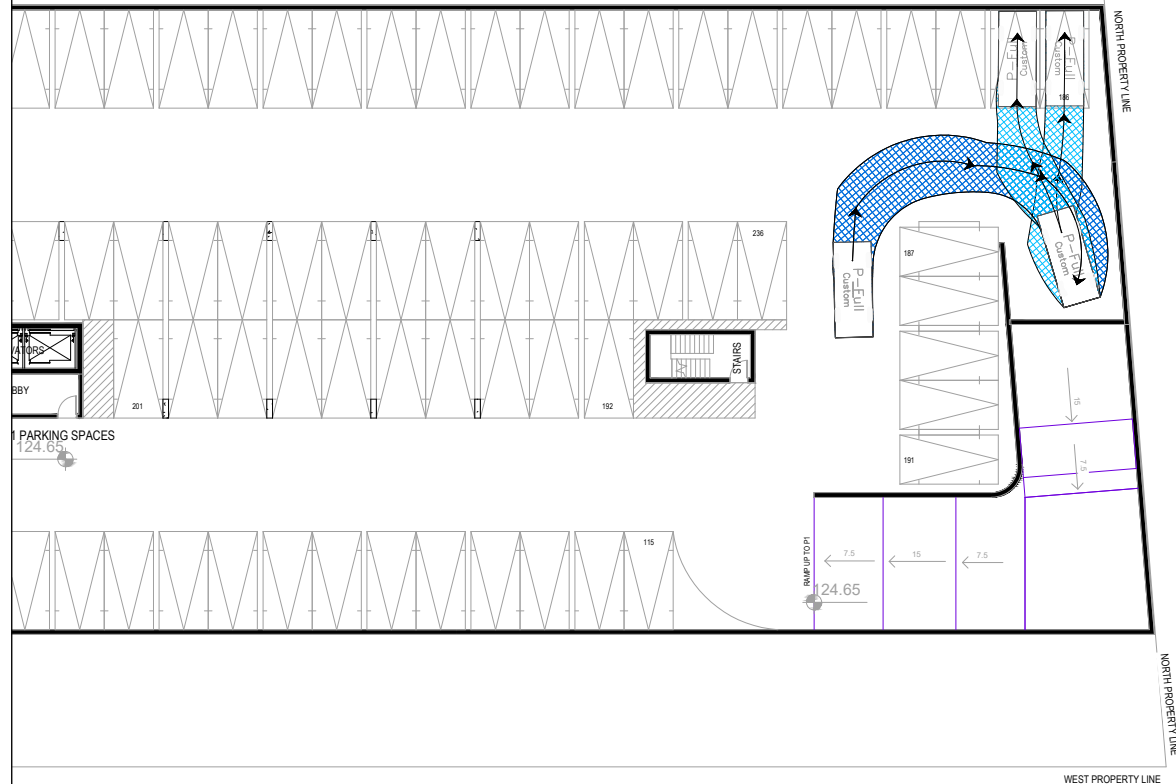 NORTH PROPERTY LINE
P-Full
Custom
P-Full
Custom
186
236
187
P-Full
Custom
P-Full
Custom
STAIRS
BBY
201
192
1 PARKING SPACES
124.65
191
15
7.5
115
RAMP UP TO P1
7.5
15
7.5
124.65
NORTH PROPERTY LINE
WEST PROPERTY LINE